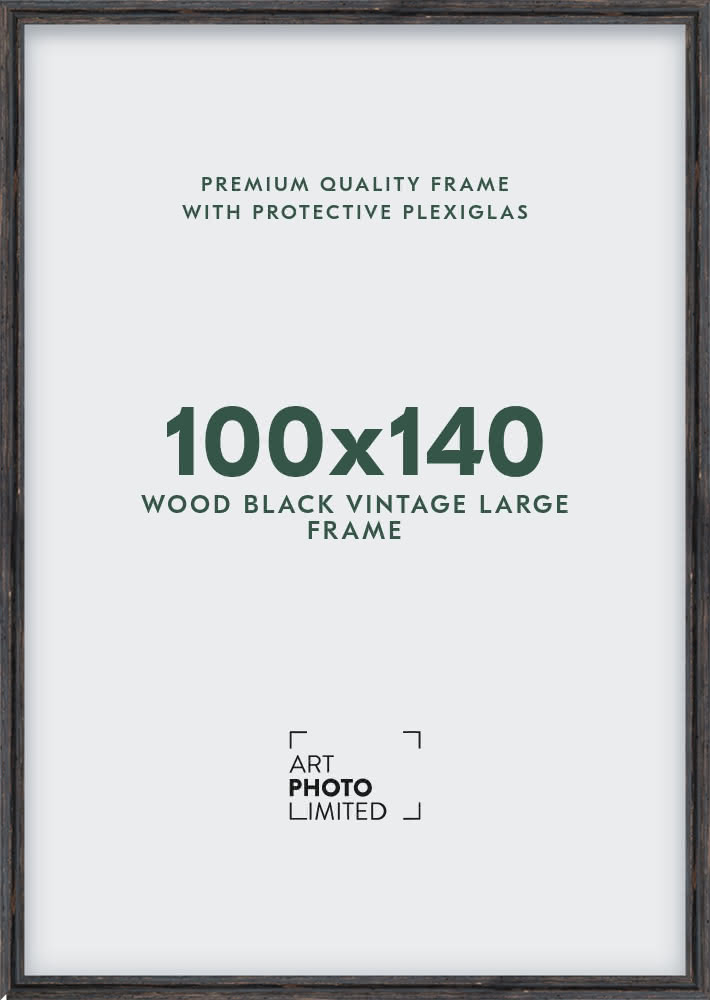 PREMIUM QUALITY FRAME
WITH PROTECTIVE PLEXIGLAS
100x140
WOOD BLACK VINTAGE LARGE
FRAME
ART
PHOTO
LIMITED